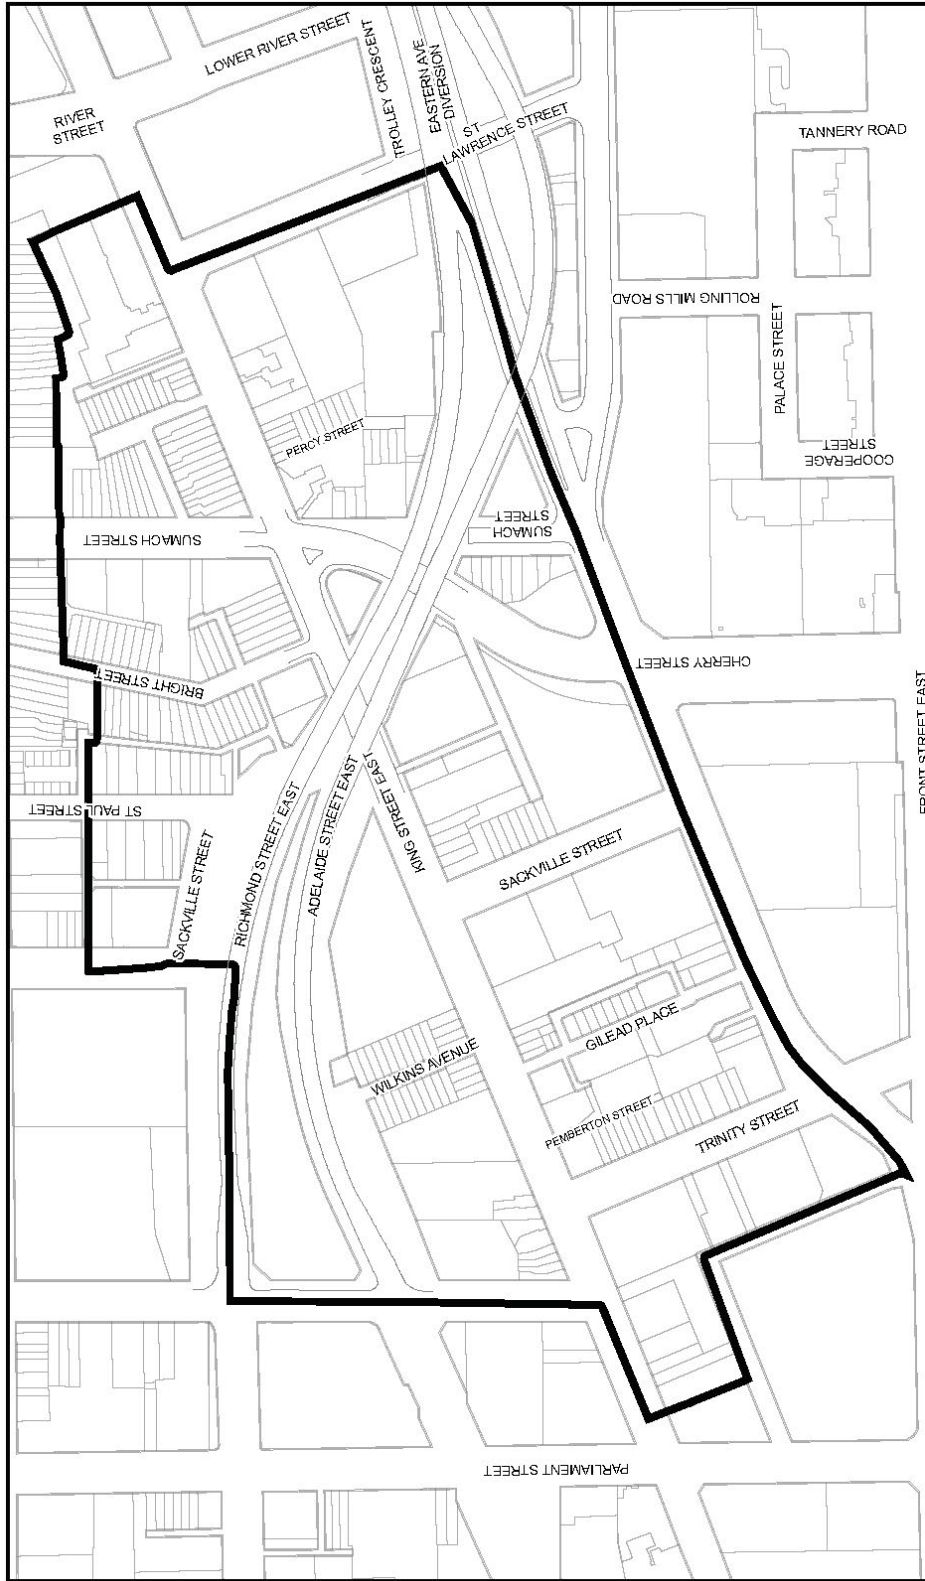 LOWER RIVER STREET
RIVER
STREET
TROLLEY CRESCENT
EASTERN AVE
DIVERSION
ST
LAWRENCE STREET
TANNERY ROAD
ROLLING MILLS ROAD
PALACE STREET
PERCY STREET
COOPERAGE
STREET
SUMACH STREET
SUMACH
STREET
CHERRY STREET
BRIGHT STREET
FRONT STREET EAST
ST PAUL STREET
SACKVILLE STREET
RICHMOND STREET EAST
ADELAIDE STREET EAST
KING STREET EAST
SACKVILLE STREET
GILEAD PLACE
WILKINS AVENUE
PEMBERTON STREET
TRINITY STREET
PARLIAMENT STREET